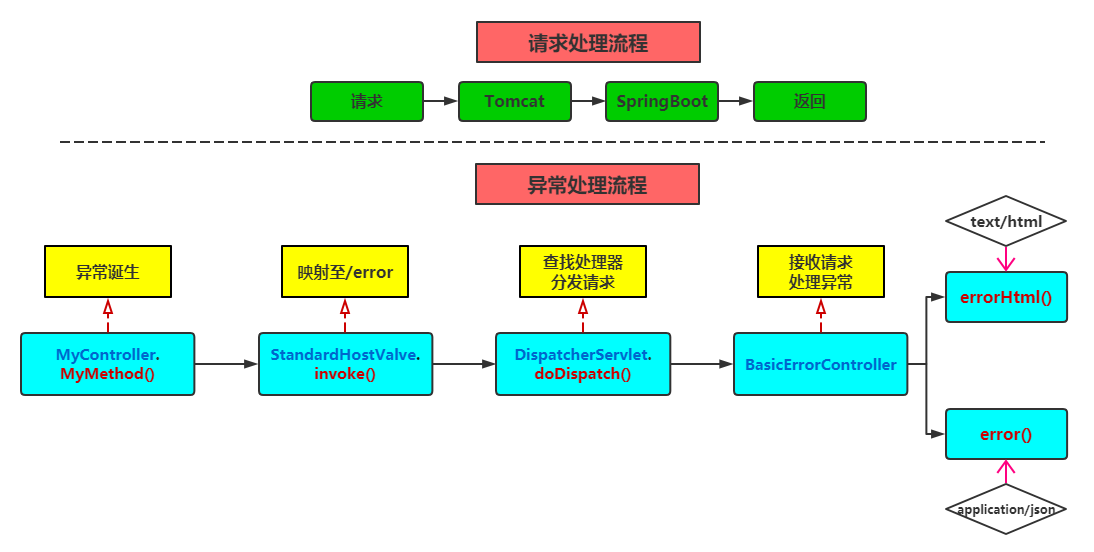 请求处理流程
请求
Tomcat
SpringBoot
返回
异常处理流程
text/html
异常诞生
映射至/error
查找处理器
分发请求
接收请求
处理异常
errorHtml()
MyController.
MyMethod()
StandardHostValve.
invoke()
DispatcherServlet.
doDispatch()
BasicErrorController
error()
application/json